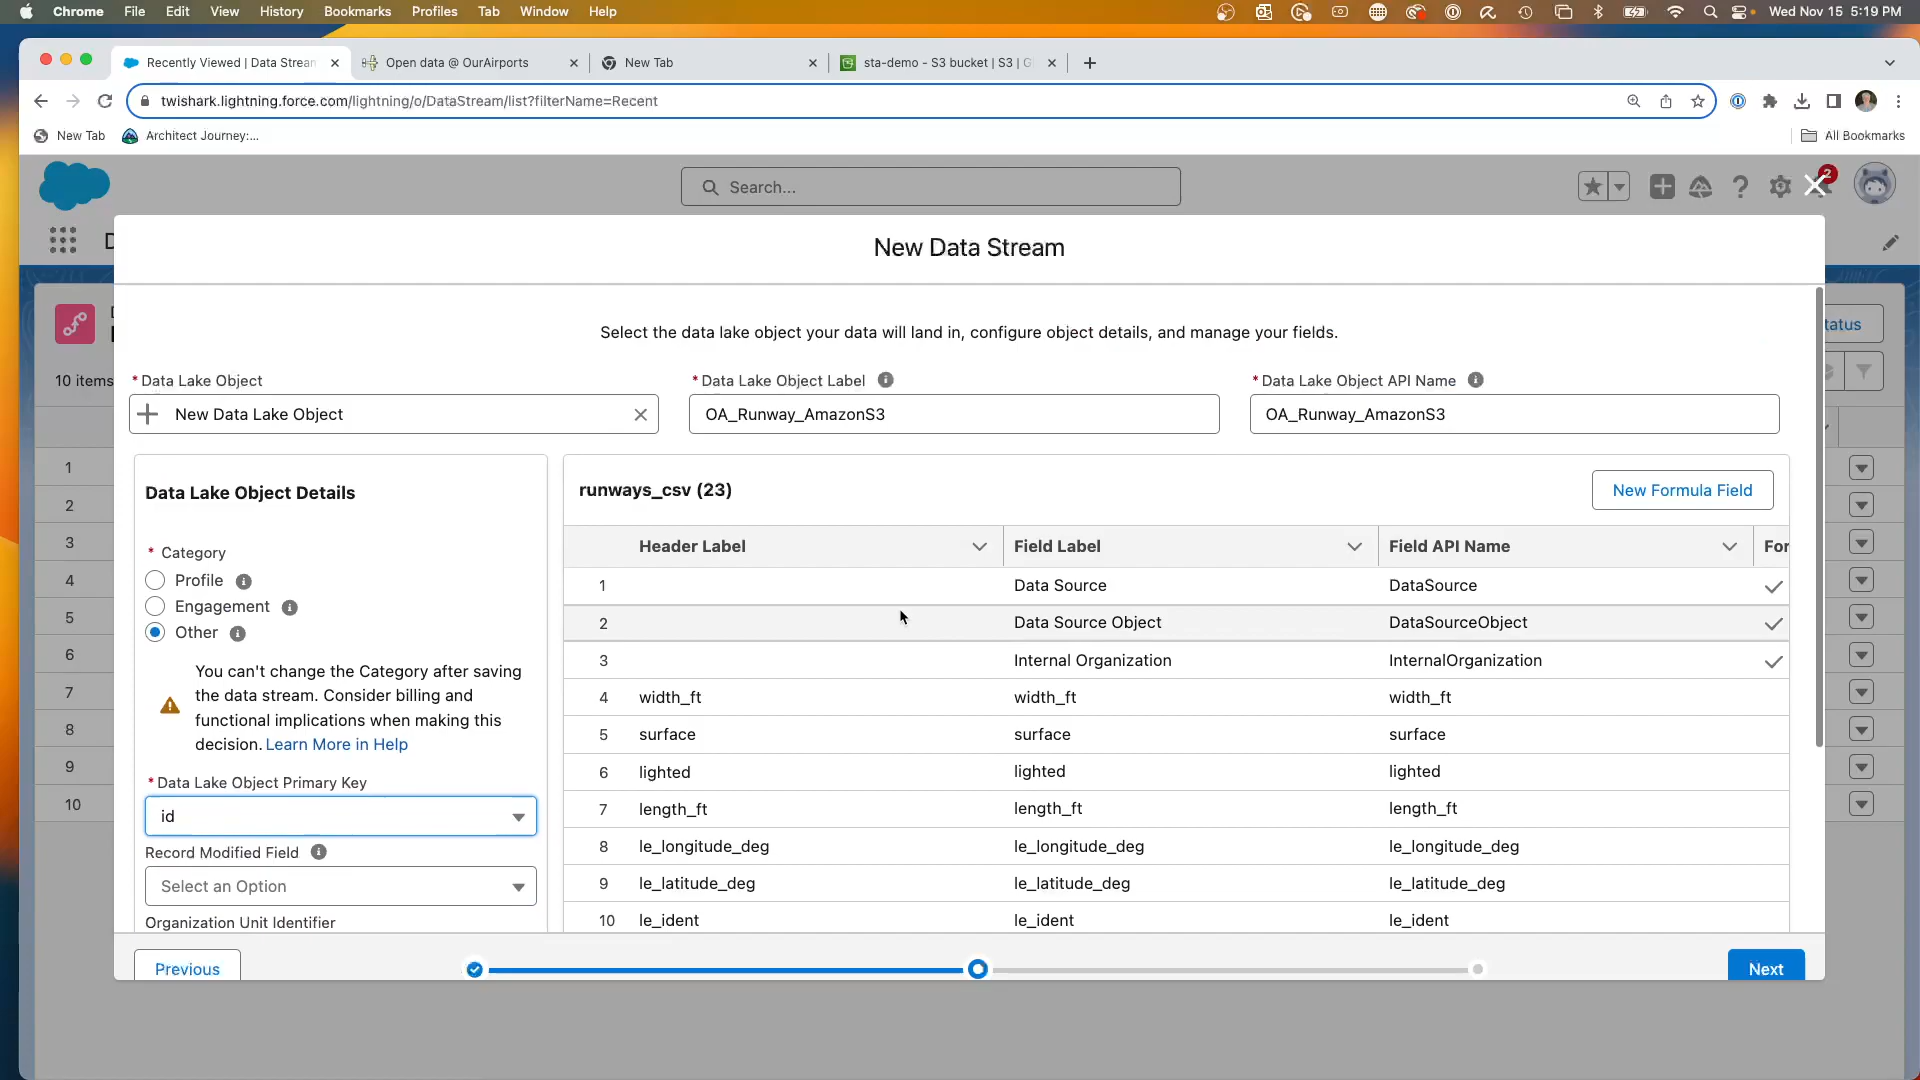 Chrome File Edit View History Bookmarks Profiles Tab Window Help Wed Nov 15 5:19 PM
Recently Viewed | Data Stream Open data @ OurAirports New Tab sta-demo - S3 bucket | S3 | G
twishark.lightning.force.com/lightning/o/DataStream/list?filterName=Recent
New Tab Architect Journey:... All Bookmarks
Search... 2
New Data Stream
Select the data lake object your data will land in, configure object details, and manage your fields.
tatus
10 items
* Data Lake Object * Data Lake Object Label * Data Lake Object API Name
New Data Lake Object OA_Runway_AmazonS3 OA_Runway_AmazonS3
Data Lake Object Details
* Category
Profile
Engagement
Other
You can't change the Category after saving
the data stream. Consider billing and
functional implications when making this
decision. Learn More in Help
* Data Lake Object Primary Key
id
Record Modified Field
Select an Option
Organization Unit Identifier
runways_csv (23) New Formula Field
Header Label Field Label Field API Name For
1 Data Source DataSource
2 Data Source Object DataSourceObject
3 Internal Organization InternalOrganization
4 width_ft width_ft width_ft
5 surface surface surface
6 lighted lighted lighted
7 length_ft length_ft length_ft
8 le_longitude_deg le_longitude_deg le_longitude_deg
9 le_latitude_deg le_latitude_deg le_latitude_deg
10 le_ident le_ident le_ident
1
2
3
4
5
6
7
8
9
10
Previous Next